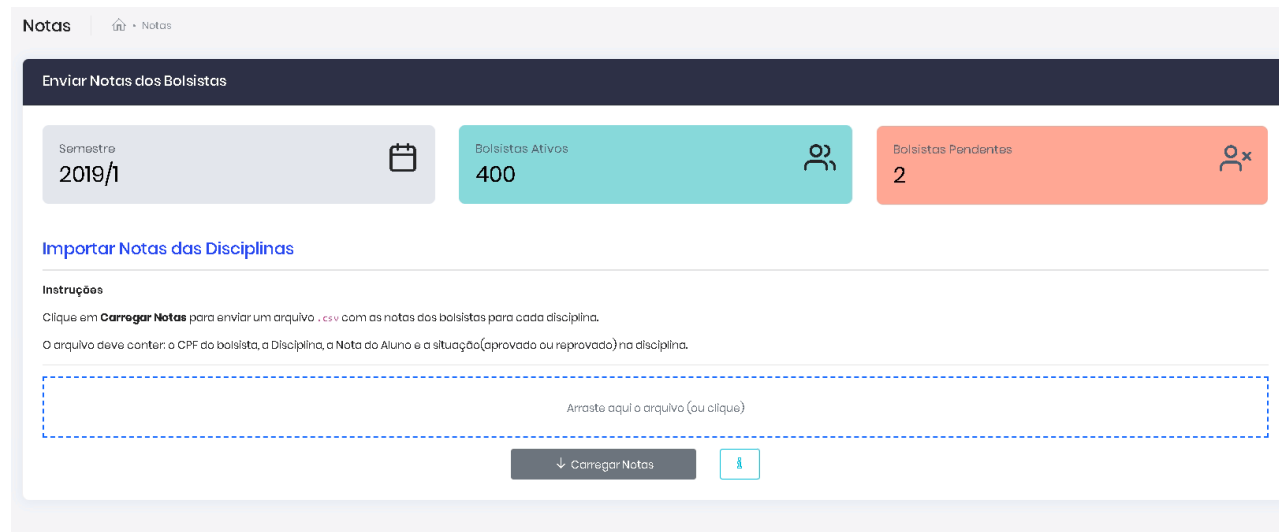 Notas • Notas
Enviar Notas dos Bolsistas
Semestre
2019/1
Bolsistas Ativos
400
Bolsistas Pendentes
2
Importar Notas das Disciplinas
Instruções
Clique em Carregar Notas para enviar um arquivo .csv com as notas dos bolsistas para cada disciplina.
O arquivo deve conter: o CPF do bolsista, a Disciplina, a Nota do Aluno e a situação(aprovado ou reprovado) na disciplina.
Arraste aqui o arquivo (ou clique)
↓ Carregar Notas